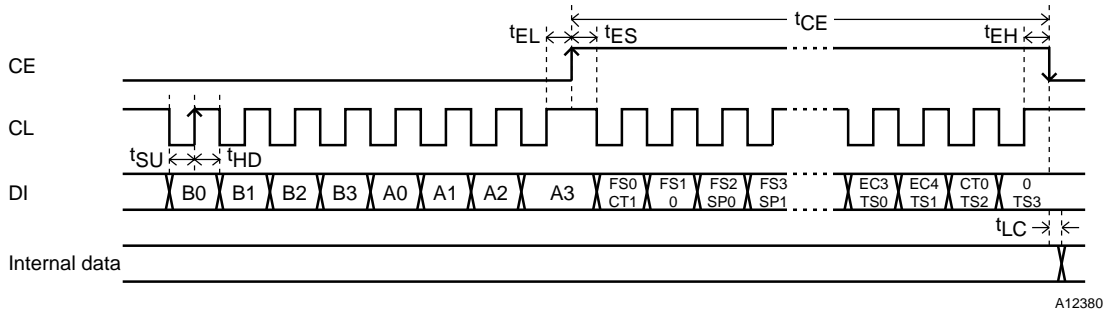 tCE
tEL tES tEH
CE
CL
tSU tHD
DI B0 B1 B2 B3 A0 A1 A2 A3 FS0 FS1 FS2 FS3 EC3 EC4 CT0 0
CT1 0 SP0 SP1 TS0 TS1 TS2 TS3
tLC
Internal data
A12380